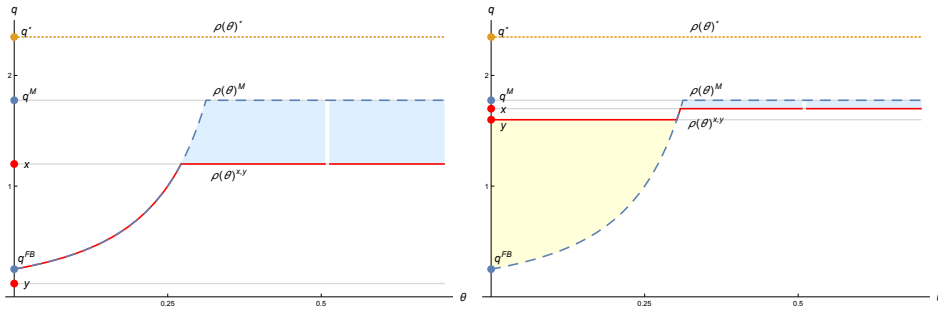 q
q*
ρ(θ)*
2
q^M
ρ(θ)^M
x
ρ(θ)^{x,y}
1
q^{FB}
y
0.25
0.5
θ
q
q*
ρ(θ)*
2
q^M
ρ(θ)^M
x
y
ρ(θ)^{x,y}
1
q^{FB}
0.25
0.5